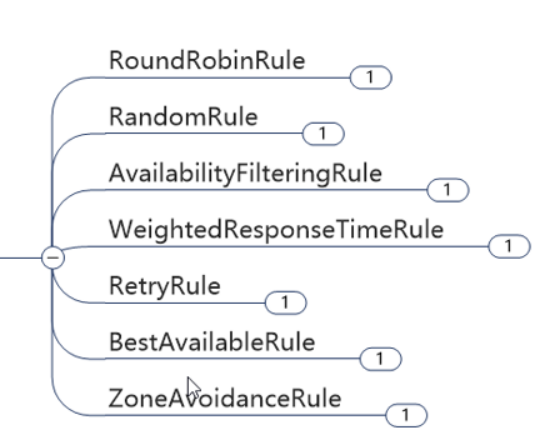 RoundRobinRule 1
RandomRule 1
AvailabilityFilteringRule 1
WeightedResponseTimeRule 1
RetryRule 1
BestAvailableRule 1
ZoneAvoidanceRule 1